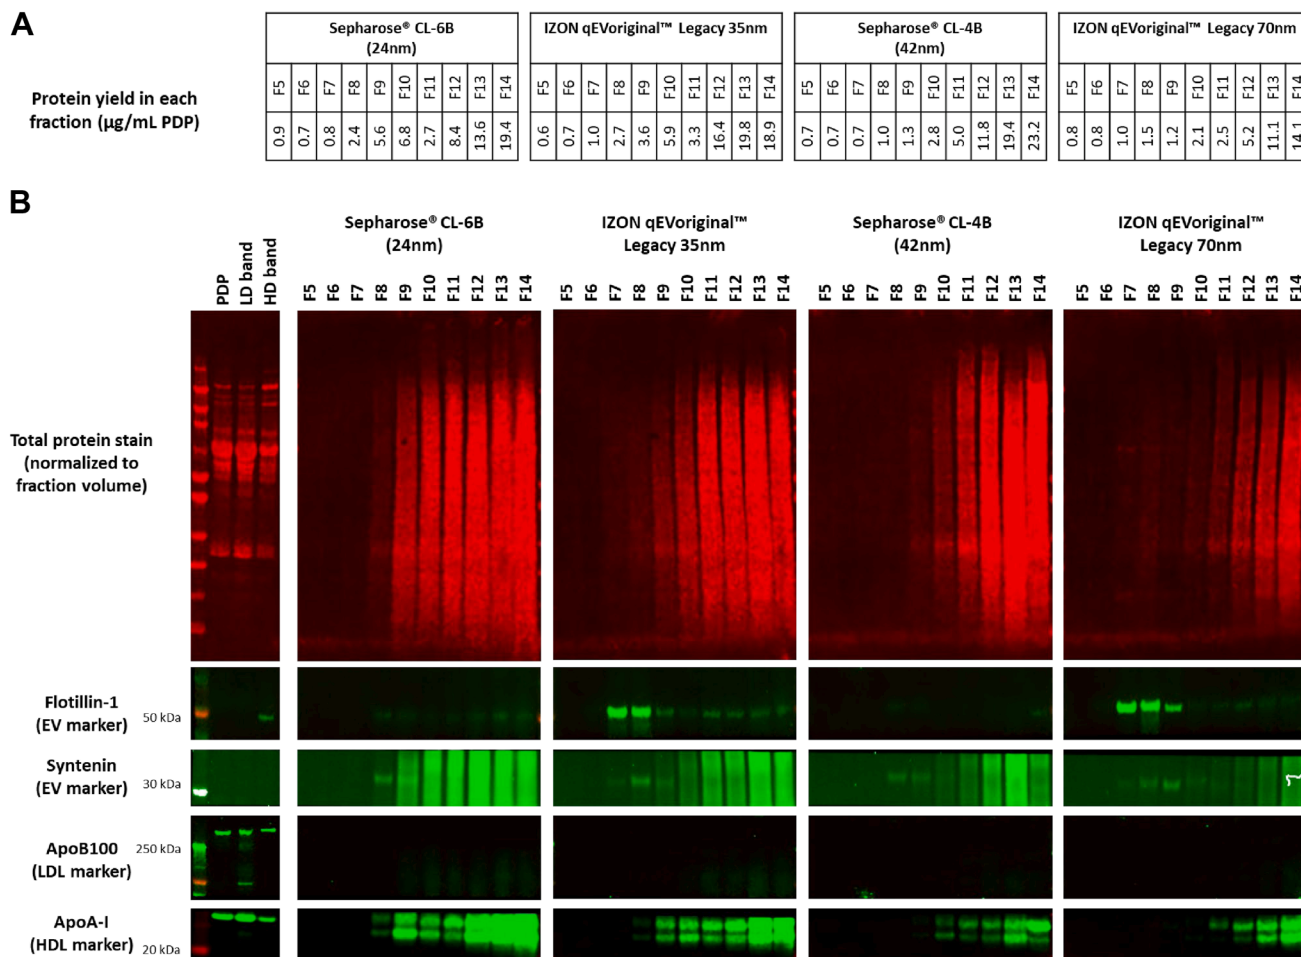 A
Protein yield in each
fraction (µg/mL PDP)
Sepharose® CL-6B
(24nm)
F5 F6 F7 F8 F9 F10 F11 F12 F13 F14
0.9 0.7 0.8 2.4 5.6 6.8 2.7 8.4 13.6 19.4
IZON qEVoriginal™ Legacy 35nm
F5 F6 F7 F8 F9 F10 F11 F12 F13 F14
0.6 0.7 1.0 2.7 3.6 5.9 3.3 16.4 19.8 18.9
Sepharose® CL-4B
(42nm)
F5 F6 F7 F8 F9 F10 F11 F12 F13 F14
0.7 0.7 0.7 1.0 1.3 2.8 5.0 11.8 19.4 23.2
IZON qEVoriginal™ Legacy 70nm
F5 F6 F7 F8 F9 F10 F11 F12 F13 F14
0.8 0.8 1.0 1.5 1.2 2.1 2.5 5.2 11.1 14.1
B
PDP LD band HD band
Sepharose® CL-6B
(24nm)
F5 F6 F7 F8 F9 F10 F11 F12 F13 F14
IZON qEVoriginal™
Legacy 35nm
F5 F6 F7 F8 F9 F10 F11 F12 F13 F14
Sepharose® CL-4B
(42nm)
F5 F6 F7 F8 F9 F10 F11 F12 F13 F14
IZON qEVoriginal™
Legacy 70nm
F5 F6 F7 F8 F9 F10 F11 F12 F13 F14
Total protein stain
(normalized to
fraction volume)
Flotillin-1
(EV marker)
50 kDa
Syntenin
(EV marker)
30 kDa
ApoB100
(LDL marker)
250 kDa
ApoA-I
(HDL marker)
20 kDa